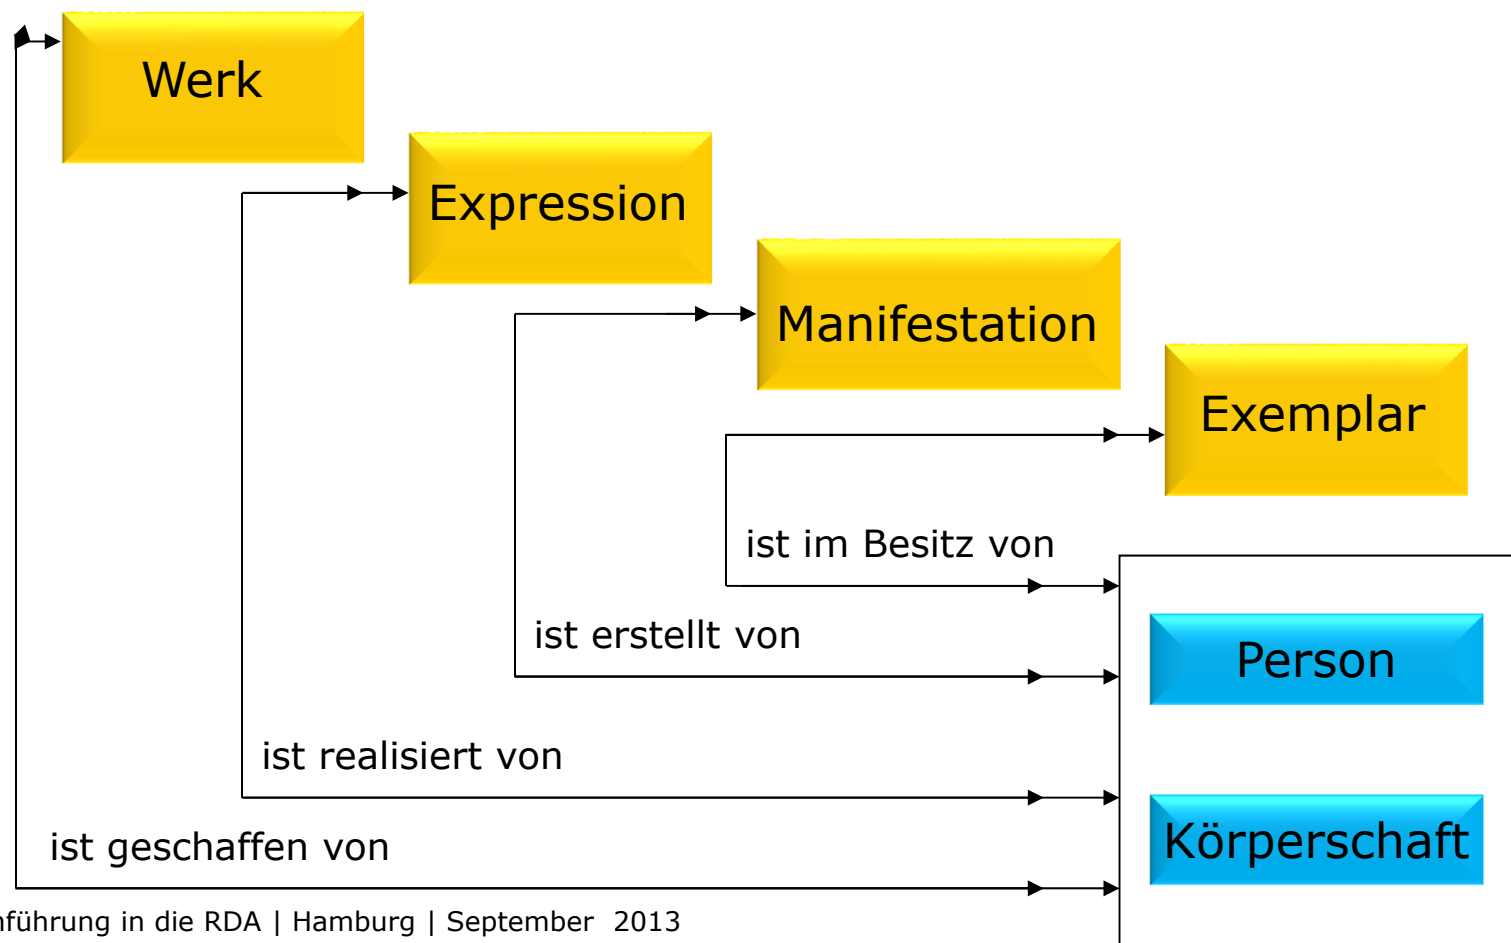 Werk
Expression
Manifestation
Exemplar
ist im Besitz von
ist erstellt von
Person
ist realisiert von
Körperschaft
ist geschaffen von
nführung in die RDA | Hamburg | September 2013